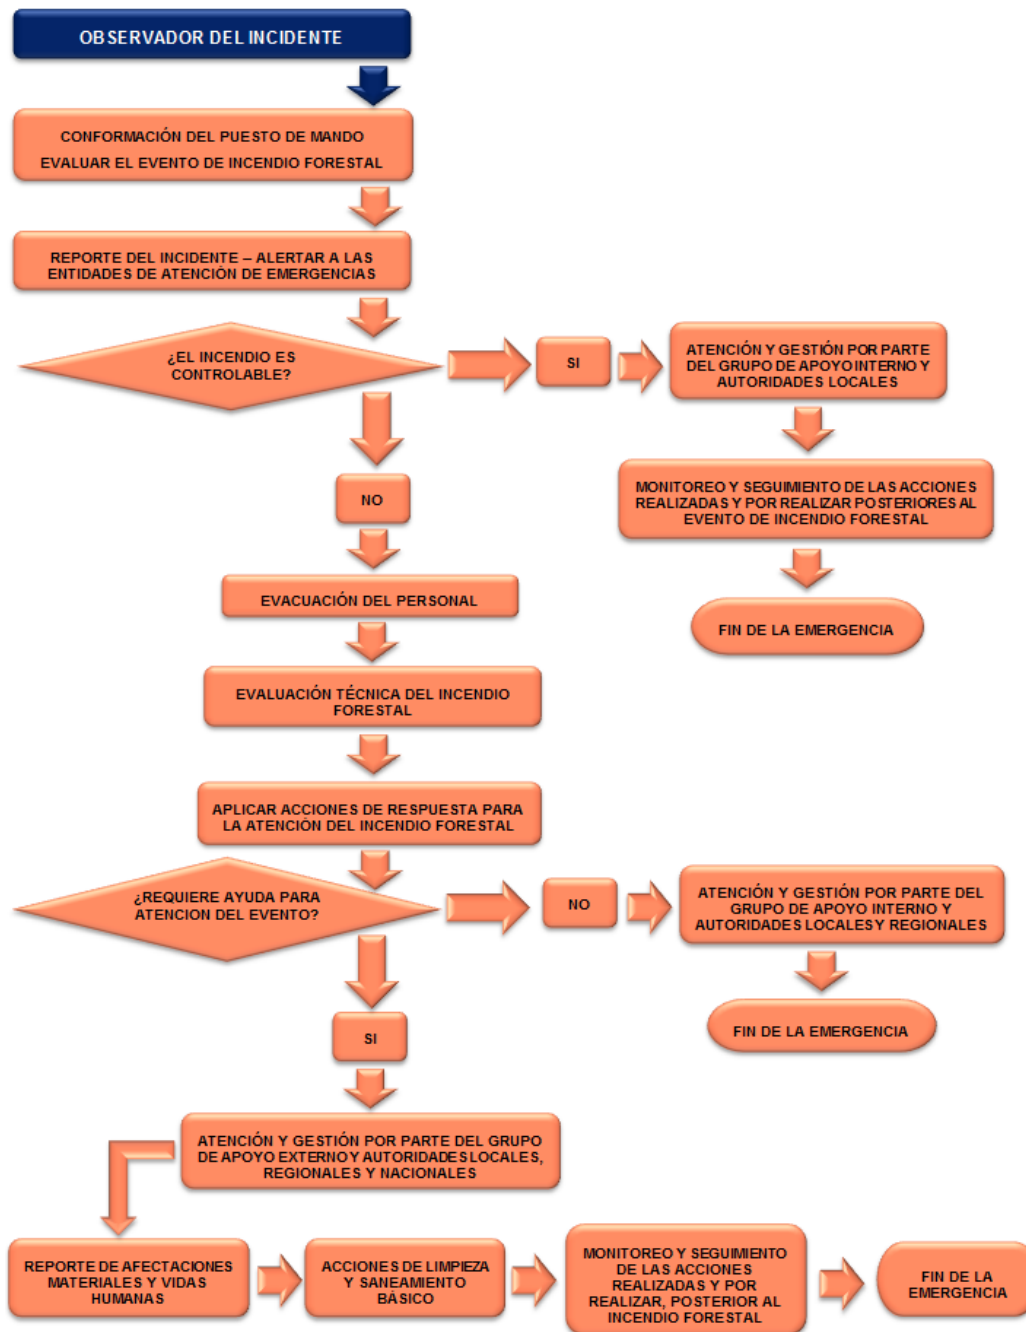 OBSERVADOR DEL INCIDENTE
CONFORMACIÓN DEL PUESTO DE MANDO
EVALUAR EL EVENTO DE INCENDIO FORESTAL
REPORTE DEL INCIDENTE – ALERTAR A LAS
ENTIDADES DE ATENCIÓN DE EMERGENCIAS
¿EL INCENDIO ES
CONTROLABLE?
SI
ATENCIÓN Y GESTIÓN POR PARTE
DEL GRUPO DE APOYO INTERNO Y
AUTORIDADES LOCALES
MONITOREO Y SEGUIMIENTO DE LAS ACCIONES
REALIZADAS Y POR REALIZAR POSTERIORES AL
EVENTO DE INCENDIO FORESTAL
FIN DE LA EMERGENCIA
NO
EVACUACIÓN DEL PERSONAL
EVALUACIÓN TÉCNICA DEL INCENDIO
FORESTAL
APLICAR ACCIONES DE RESPUESTA PARA
LA ATENCIÓN DEL INCENDIO FORESTAL
¿REQUIERE AYUDA PARA
ATENCION DEL EVENTO?
NO
ATENCIÓN Y GESTIÓN POR PARTE DEL
GRUPO DE APOYO INTERNO Y
AUTORIDADES LOCALES Y REGIONALES
FIN DE LA EMERGENCIA
SI
ATENCIÓN Y GESTIÓN POR PARTE DEL GRUPO
DE APOYO EXTERNO Y AUTORIDADES LOCALES,
REGIONALES Y NACIONALES
REPORTE DE AFECTACIONES
MATERIALES Y VIDAS
HUMANAS
ACCIONES DE LIMPIEZA
Y SANEAMIENTO
BÁSICO
MONITOREO Y SEGUIMIENTO
DE LAS ACCIONES
REALIZADAS Y POR
REALIZAR, POSTERIOR AL
INCENDIO FORESTAL
FIN DE LA
EMERGENCIA